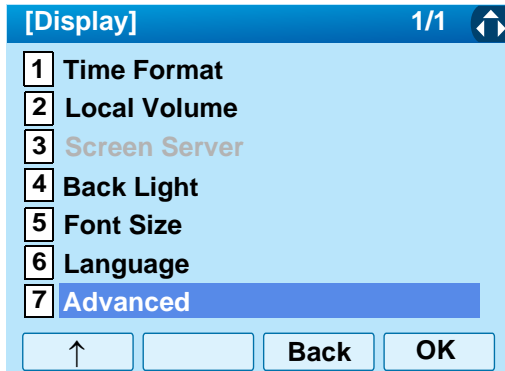 [Display] 1/1
1 Time Format
2 Local Volume
3 Screen Server
4 Back Light
5 Font Size
6 Language
7 Advanced
↑ Back OK